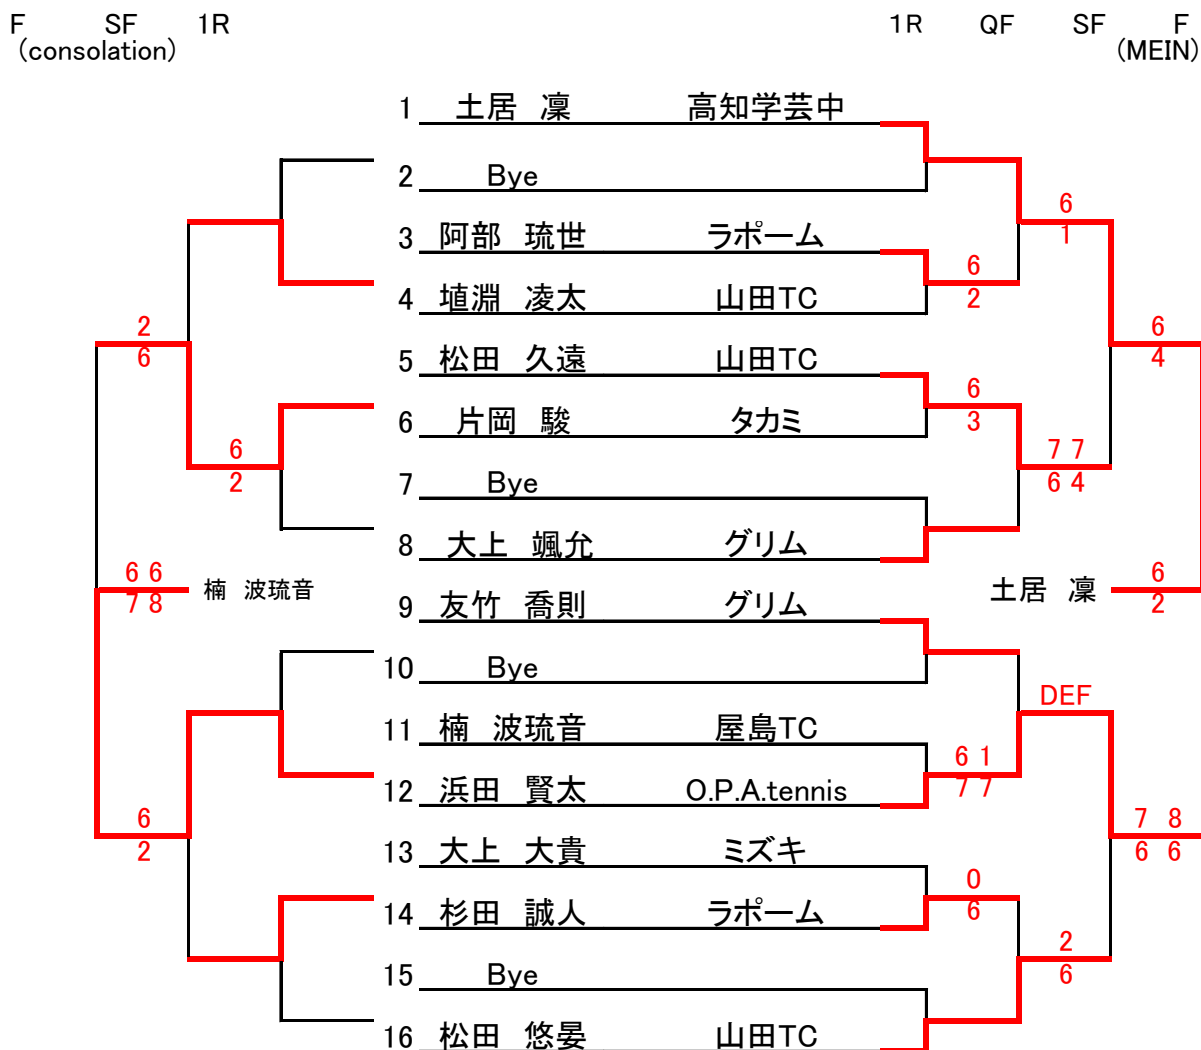 F SF 1R 1R QF SF F
(consolation) (MEIN)
1 土居 凜 高知学芸中
2 Bye
6
3 阿部 琉世 ラポーム 1
6
4 埴淵 凌太 山田TC 2
2 6
6 5 松田 久遠 山田TC 4
6
6 片岡 駿 タカミ 3
6 7 7
2 7 Bye 6 4
8 大上 颯允 グリム
6 6 6
7 8 楠 波琉音 9 友竹 喬則 グリム 土居 凜 2
10 Bye
DEF
11 楠 波琉音 屋島TC
6 1
12 浜田 賢太 O.P.A.tennis 7 7
6 7 8
2 13 大上 大貴 ミズキ 6 6
0
14 杉田 誠人 ラポーム 6
2
15 Bye 6
16 松田 悠晏 山田TC